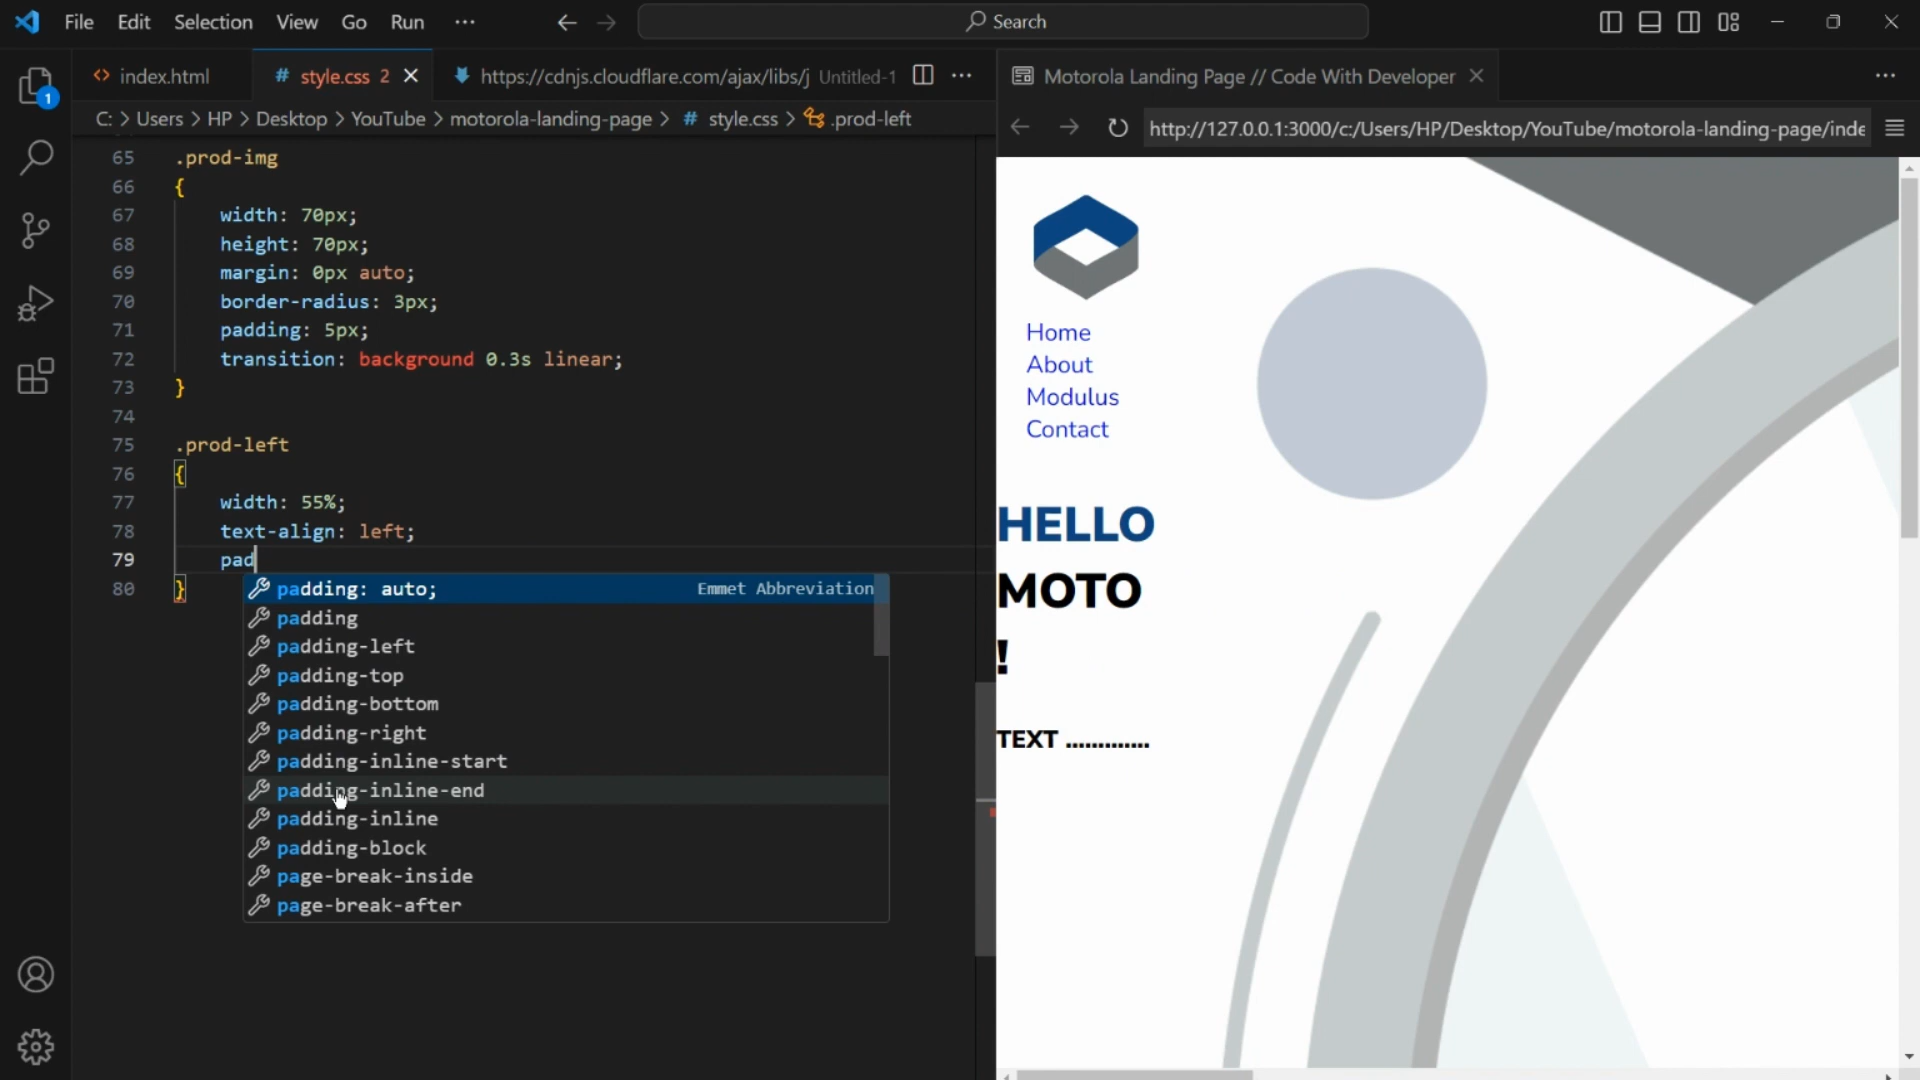 File Edit Selection View Go Run ··· Search
index.html # style.css 2 https://cdnjs.cloudflare.com/ajax/libs/j Untitled-1 ···
C: > Users > HP > Desktop > YouTube > motorola-landing-page > # style.css > .prod-left
1
65 .prod-img
66 {
67 width: 70px;
68 height: 70px;
69 margin: 0px auto;
70 border-radius: 3px;
71 padding: 5px;
72 transition: background 0.3s linear;
73 }
74
75 .prod-left
76 {
77 width: 55%;
78 text-align: left;
79 pad
80 }
padding: auto; Emmet Abbreviation
padding
padding-left
padding-top
padding-bottom
padding-right
padding-inline-start
padding-inline-end
padding-inline
padding-block
page-break-inside
page-break-after
Motorola Landing Page // Code With Developer ···
http://127.0.0.1:3000/c:/Users/HP/Desktop/YouTube/motorola-landing-page/inde
Home
About
Modulus
Contact
HELLO
MOTO
!
TEXT .............